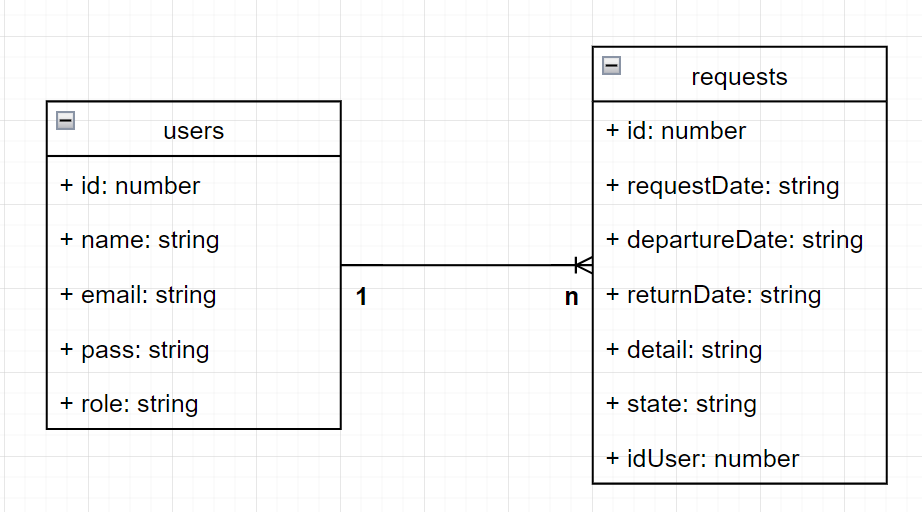 users
+ id: number
+ name: string
+ email: string
+ pass: string
+ role: string
1
n
requests
+ id: number
+ requestDate: string
+ departureDate: string
+ returnDate: string
+ detail: string
+ state: string
+ idUser: number